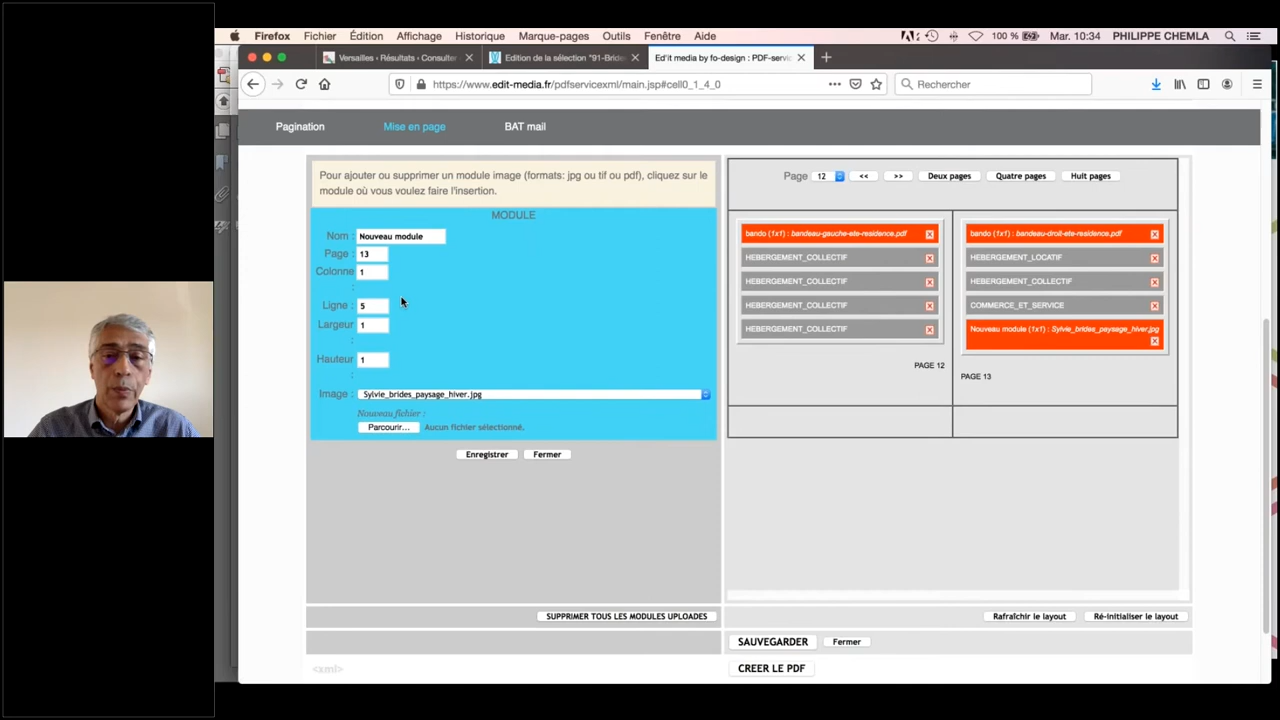 Firefox Fichier Édition Affichage Historique Marque-pages Outils Fenêtre Aide 100 % Mar. 10:34 PHILIPPE CHEMLA
Versailles › Résultats › Consulter
Edition de la sélection "91-Brides
Ed'it media by fo-design : PDF-servic
https://www.edit-media.fr/pdfservicexml/main.jsp#cell0_1_4_0
Rechercher
Pagination Mise en page BAT mail
Pour ajouter ou supprimer un module image (formats: jpg ou tif ou pdf), cliquez sur le
module où vous voulez faire l'insertion.
MODULE
Nom : Nouveau module
Page : 13
Colonne : 1
Ligne : 5
Largeur : 1
Hauteur : 1
Image : Sylvie_brides_paysage_hiver.jpg
Nouveau fichier :
Parcourir... Aucun fichier sélectionné.
Enregistrer Fermer
SUPPRIMER TOUS LES MODULES UPLOADES
Page 12 << >> Deux pages Quatre pages Huit pages
bando (1x1) : bandeau-gauche-ete-residence.pdf
HEBERGEMENT_COLLECTIF
HEBERGEMENT_COLLECTIF
HEBERGEMENT_COLLECTIF
HEBERGEMENT_COLLECTIF
PAGE 12
bando (1x1) : bandeau-droit-ete-residence.pdf
HEBERGEMENT_LOCATIF
HEBERGEMENT_COLLECTIF
COMMERCE_ET_SERVICE
Nouveau module (1x1) : Sylvie_brides_paysage_hiver.jpg
PAGE 13
Rafraîchir le layout Ré-initialiser le layout
SAUVEGARDER Fermer
<xml>
CREER LE PDF